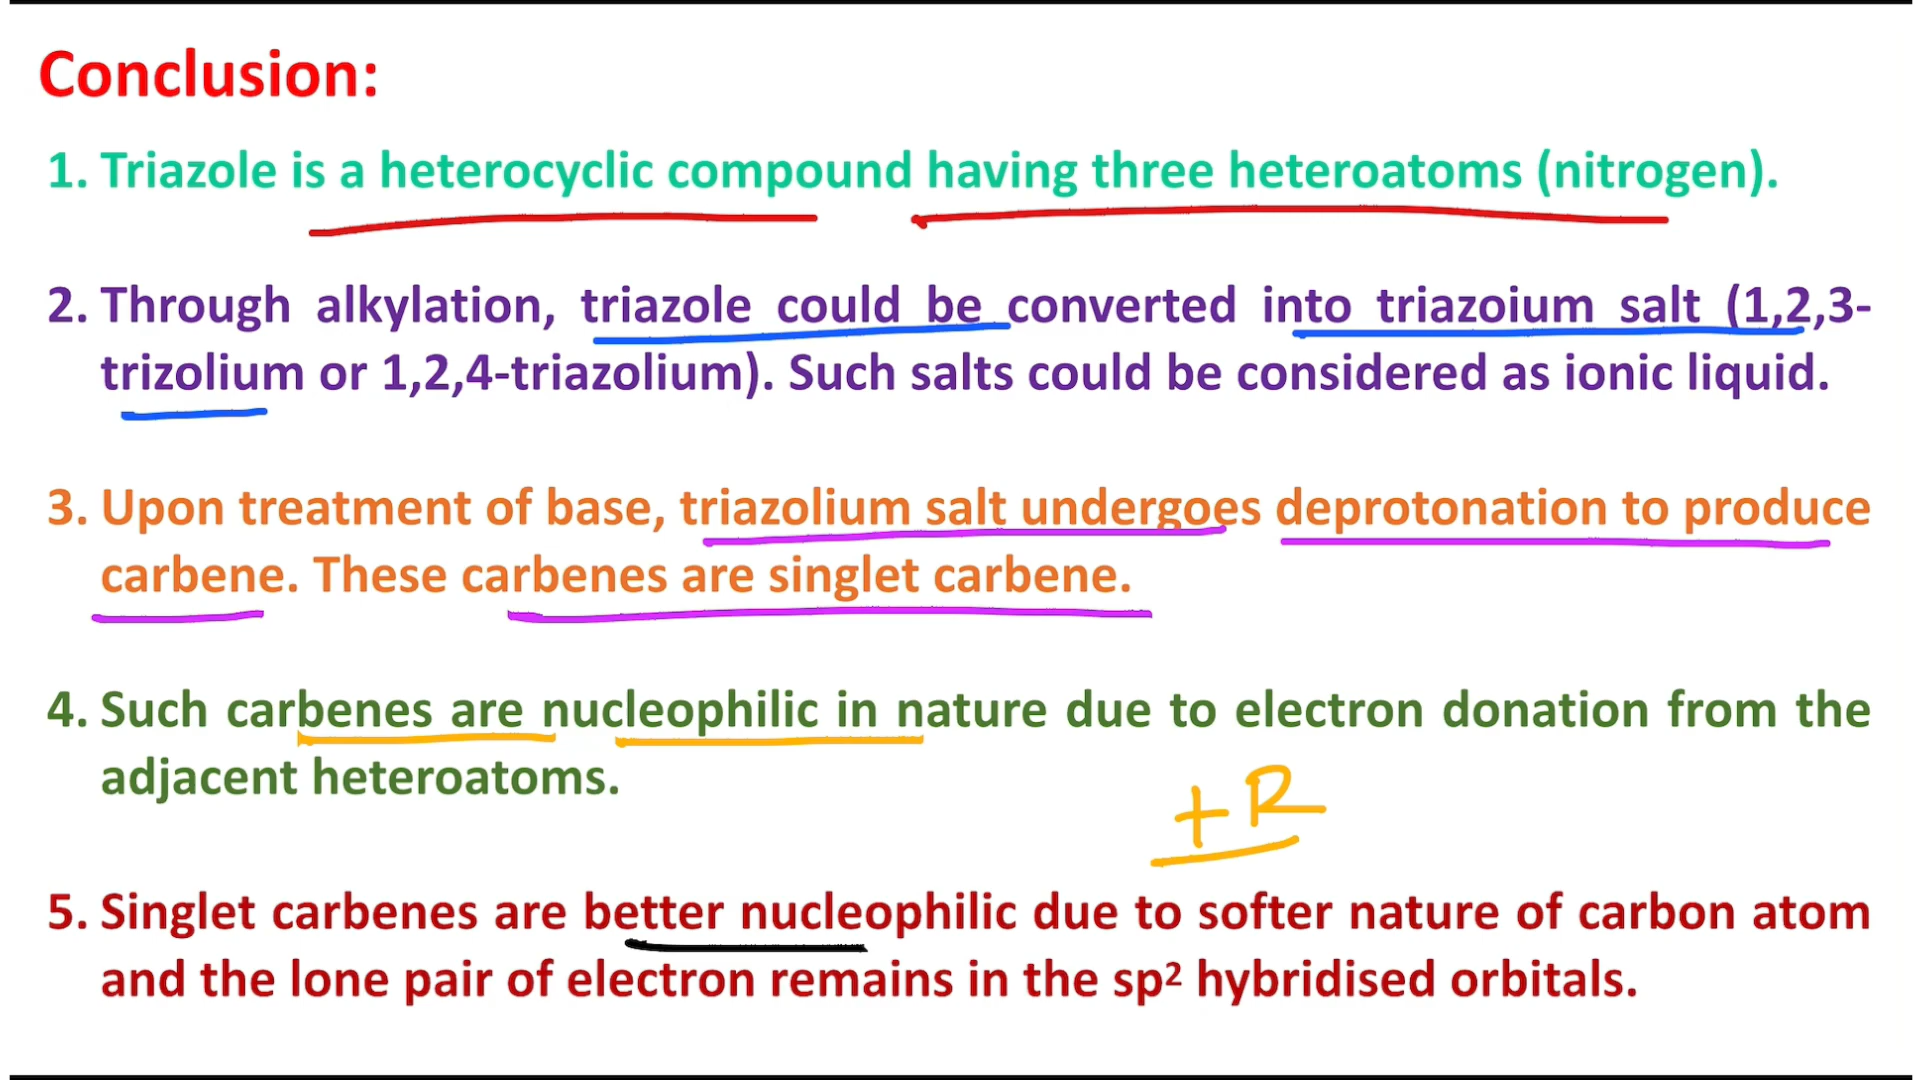 Conclusion:
1. Triazole is a heterocyclic compound having three heteroatoms (nitrogen).
2. Through alkylation, triazole could be converted into triazoium salt (1,2,3-
trizolium or 1,2,4-triazolium). Such salts could be considered as ionic liquid.
3. Upon treatment of base, triazolium salt undergoes deprotonation to produce
carbene. These carbenes are singlet carbene.
4. Such carbenes are nucleophilic in nature due to electron donation from the
adjacent heteroatoms.
+R
5. Singlet carbenes are better nucleophilic due to softer nature of carbon atom
and the lone pair of electron remains in the sp² hybridised orbitals.